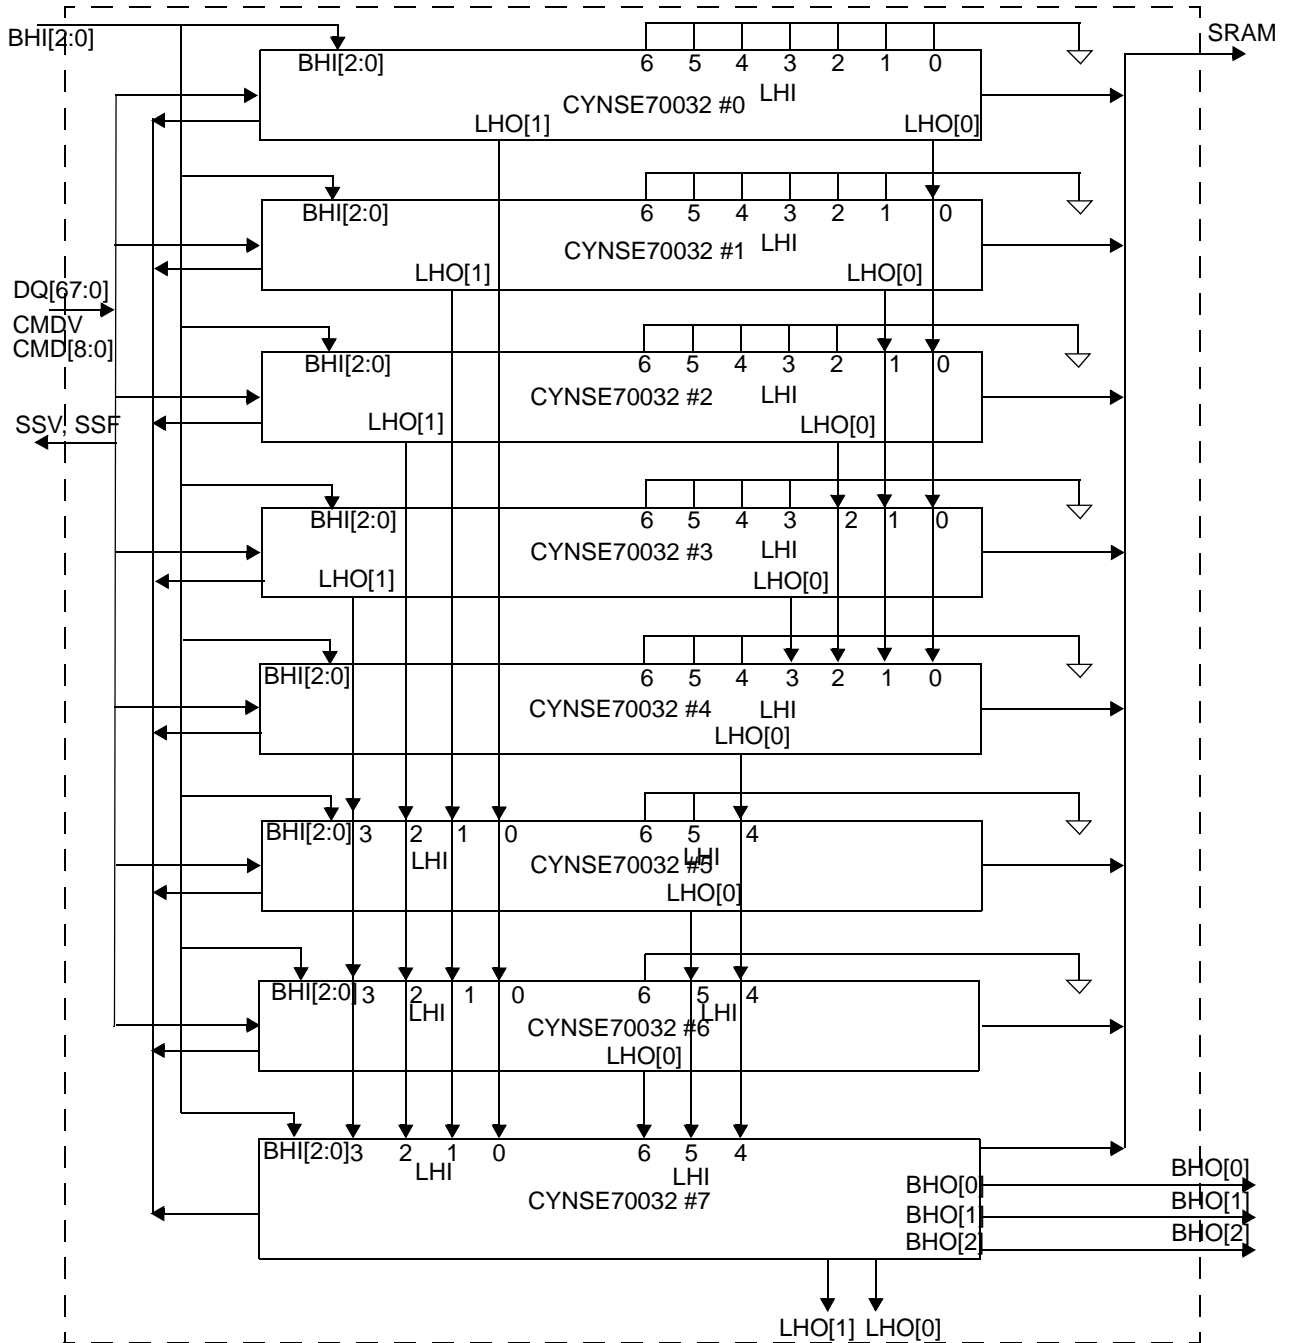 BHI[2:0]
SRAM
BHI[2:0] 6 5 4 3 2 1 0
LHI
CYNSE70032 #0
LHO[1] LHO[0]
BHI[2:0] 6 5 4 3 2 1 0
CYNSE70032 #1 LHI
LHO[1] LHO[0]
DQ[67:0]
CMDV
CMD[8:0]
BHI[2:0] 6 5 4 3 2 1 0
CYNSE70032 #2 LHI
LHO[1] LHO[0]
SSV, SSF
BHI[2:0] 6 5 4 3 2 1 0
CYNSE70032 #3 LHI
LHO[1] LHO[0]
BHI[2:0] 6 5 4 3 2 1 0
CYNSE70032 #4 LHI
LHO[0]
BHI[2:0] 3 2 1 0 6 5 4
LHI CYNSE70032 #5 LHI
LHO[0]
BHI[2:0] 3 2 1 0 6 5 4
LHI CYNSE70032 #6 LHI
LHO[0]
BHI[2:0] 3 2 1 0 6 5 4
LHI LHI
CYNSE70032 #7
BHO[0] BHO[0]
BHO[1] BHO[1]
BHO[2] BHO[2]
LHO[1] LHO[0]